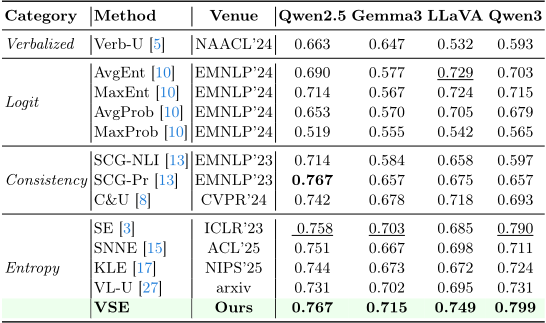 Category Method Venue Qwen2.5 Gemma3 LLaVA Qwen3
Verbalized Verb-U [5] NAACL'24 0.663 0.647 0.532 0.593
AvgEnt [10] EMNLP'24 0.690 0.577 0.729 0.703
MaxEnt [10] EMNLP'24 0.714 0.567 0.724 0.715
Logit
AvgProb [10] EMNLP'24 0.653 0.570 0.705 0.679
MaxProb [10] EMNLP'24 0.519 0.555 0.542 0.565
SCG-NLI [13] EMNLP'23 0.714 0.584 0.658 0.597
Consistency SCG-Pr [13] EMNLP'23 0.767 0.657 0.675 0.657
C&U [8] CVPR'24 0.742 0.678 0.718 0.693
SE [3] ICLR'23 0.758 0.703 0.685 0.790
SNNE [15] ACL'25 0.751 0.667 0.698 0.711
Entropy KLE [17] NIPS'25 0.744 0.673 0.672 0.724
VL-U [27] arxiv 0.731 0.702 0.695 0.731
VSE Ours 0.767 0.715 0.749 0.799